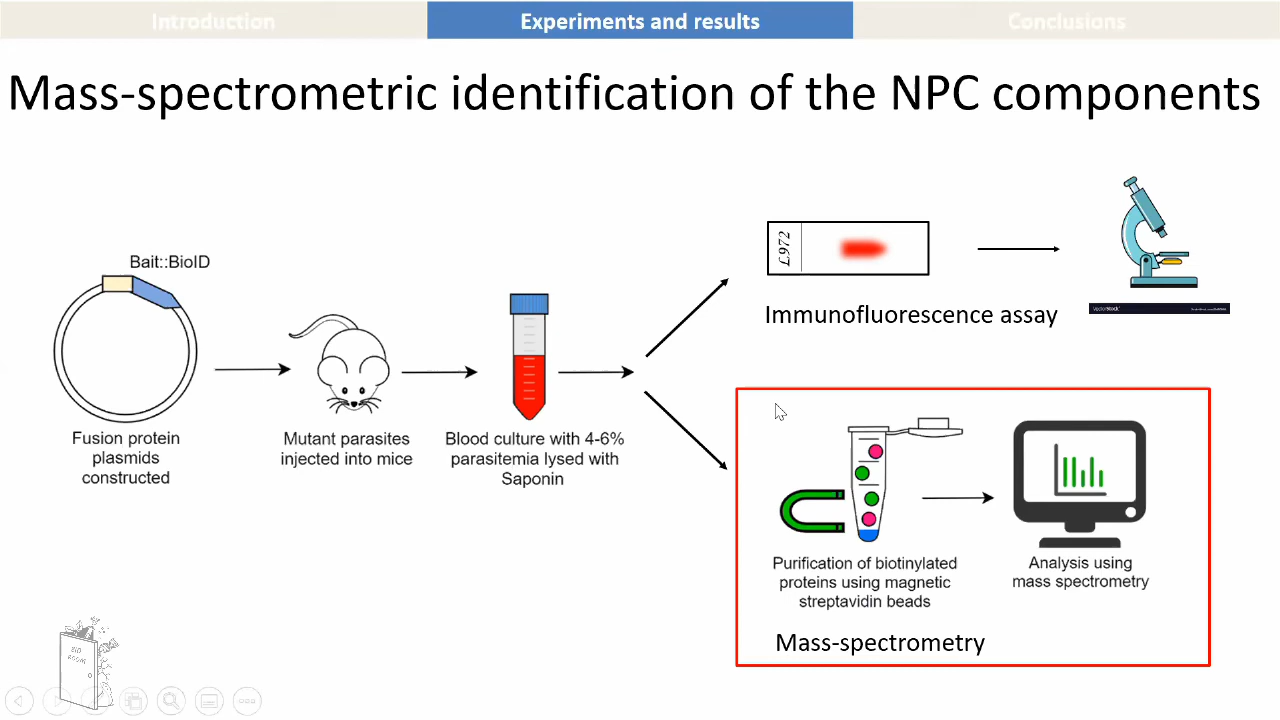 Introduction
Experiments and results
Conclusions
Mass-spectrometric identification of the NPC components
Bait::BioID
Fusion protein
plasmids
constructed
Mutant parasites
injected into mice
Blood culture with 4-6%
parasitemia lysed with
Saponin
£972
Immunofluorescence assay
VectorStock
Purification of biotinylated
proteins using magnetic
streptavidin beads
Analysis using
mass spectrometry
Mass-spectrometry